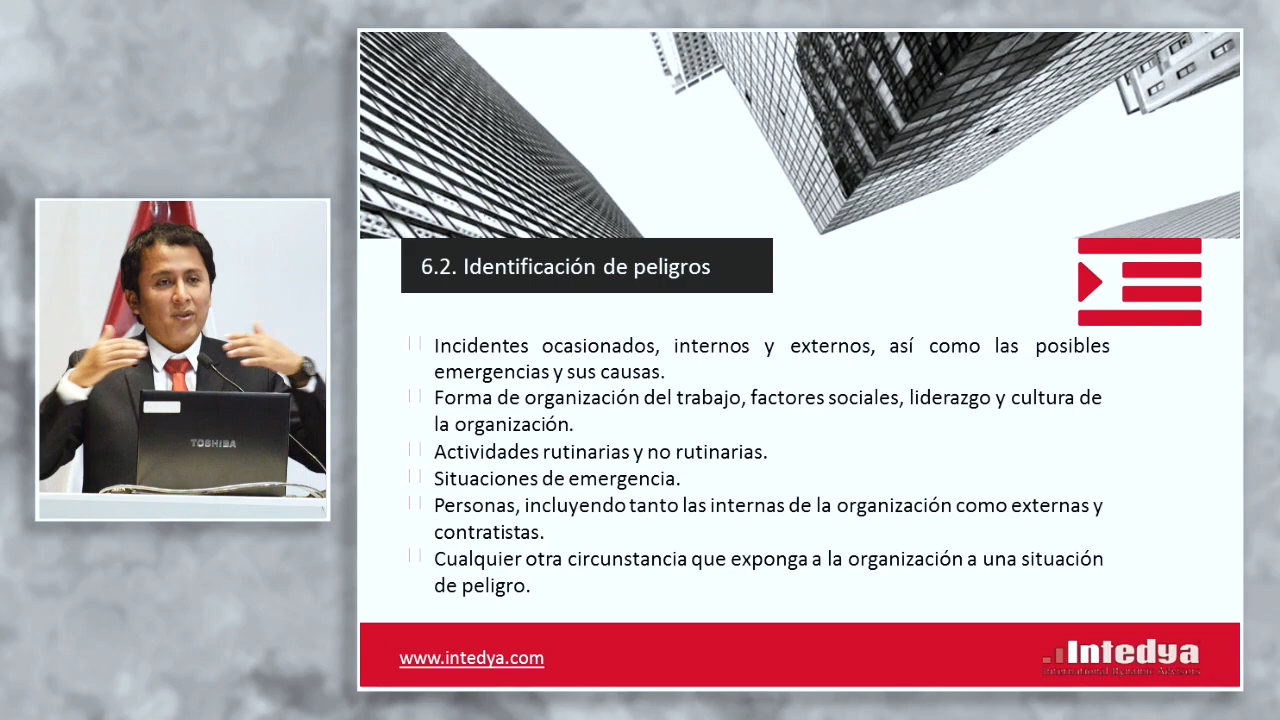 6.2. Identificación de peligros
Incidentes ocasionados, internos y externos, así como las posibles
emergencias y sus causas.
Forma de organización del trabajo, factores sociales, liderazgo y cultura de
la organización.
Actividades rutinarias y no rutinarias.
Situaciones de emergencia.
Personas, incluyendo tanto las internas de la organización como externas y
contratistas.
Cualquier otra circunstancia que exponga a la organización a una situación
de peligro.
TOSHIBA
www.intedya.com
Intedya
International Dynamic Advisors